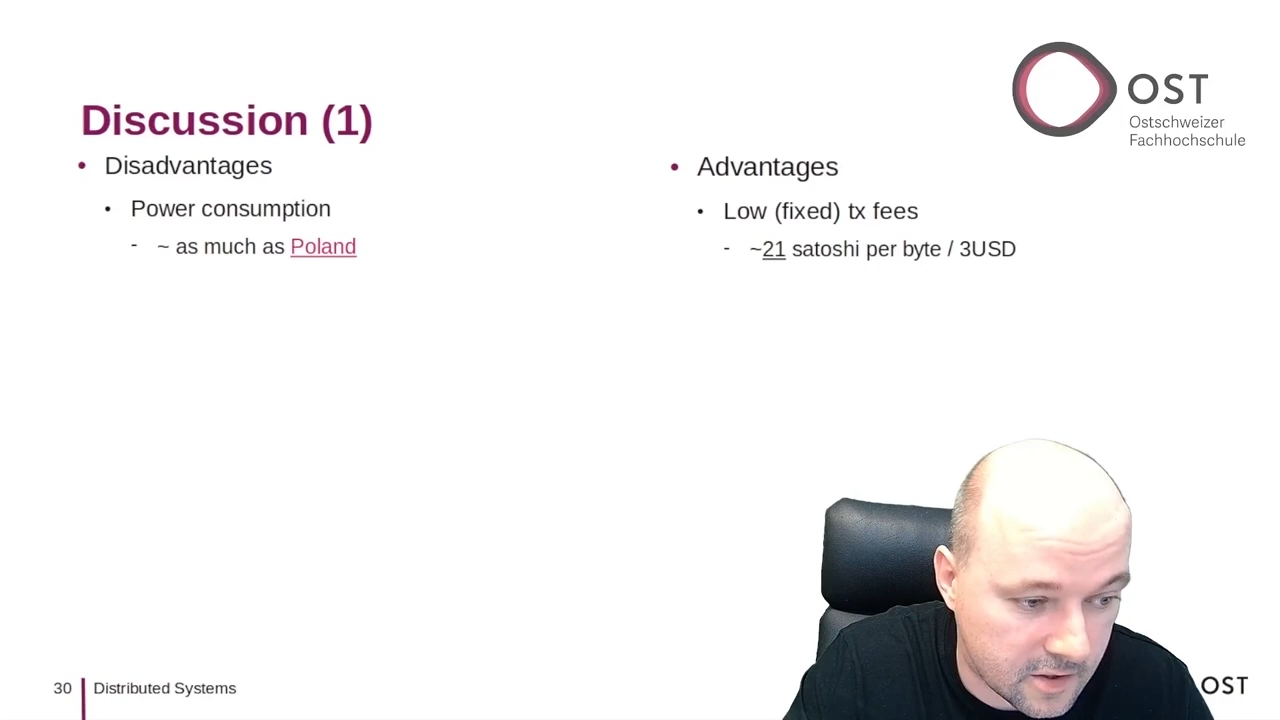 OST
Ostschweizer
Fachhochschule
Discussion (1)
• Disadvantages
• Power consumption
- ~ as much as Poland
• Advantages
• Low (fixed) tx fees
- ~21 satoshi per byte / 3USD
30
Distributed Systems
OST